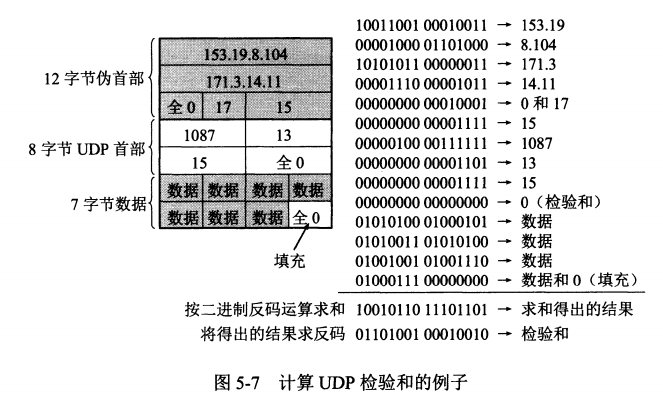 153.19.8.104
171.3.14.11
全 0 17 15
1087 13
15 全 0
数据 数据 数据 数据
数据 数据 数据 全 0
12 字节伪首部
8 字节 UDP 首部
7 字节数据
填充
10011001 00010011 → 153.19
00001000 01101000 → 8.104
10101011 00000011 → 171.3
00001110 00001011 → 14.11
00000000 00010001 → 0 和 17
00000000 00001111 → 15
00000100 00111111 → 1087
00000000 00001101 → 13
00000000 00001111 → 15
00000000 00000000 → 0（检验和）
01010100 01000101 → 数据
01010011 01010100 → 数据
01001001 01001110 → 数据
01000111 00000000 → 数据和 0（填充）
按二进制反码运算求和 10010110 11101101 → 求和得出的结果
将得出的结果求反码 01101001 00010010 → 检验和
图 5-7 计算 UDP 检验和的例子